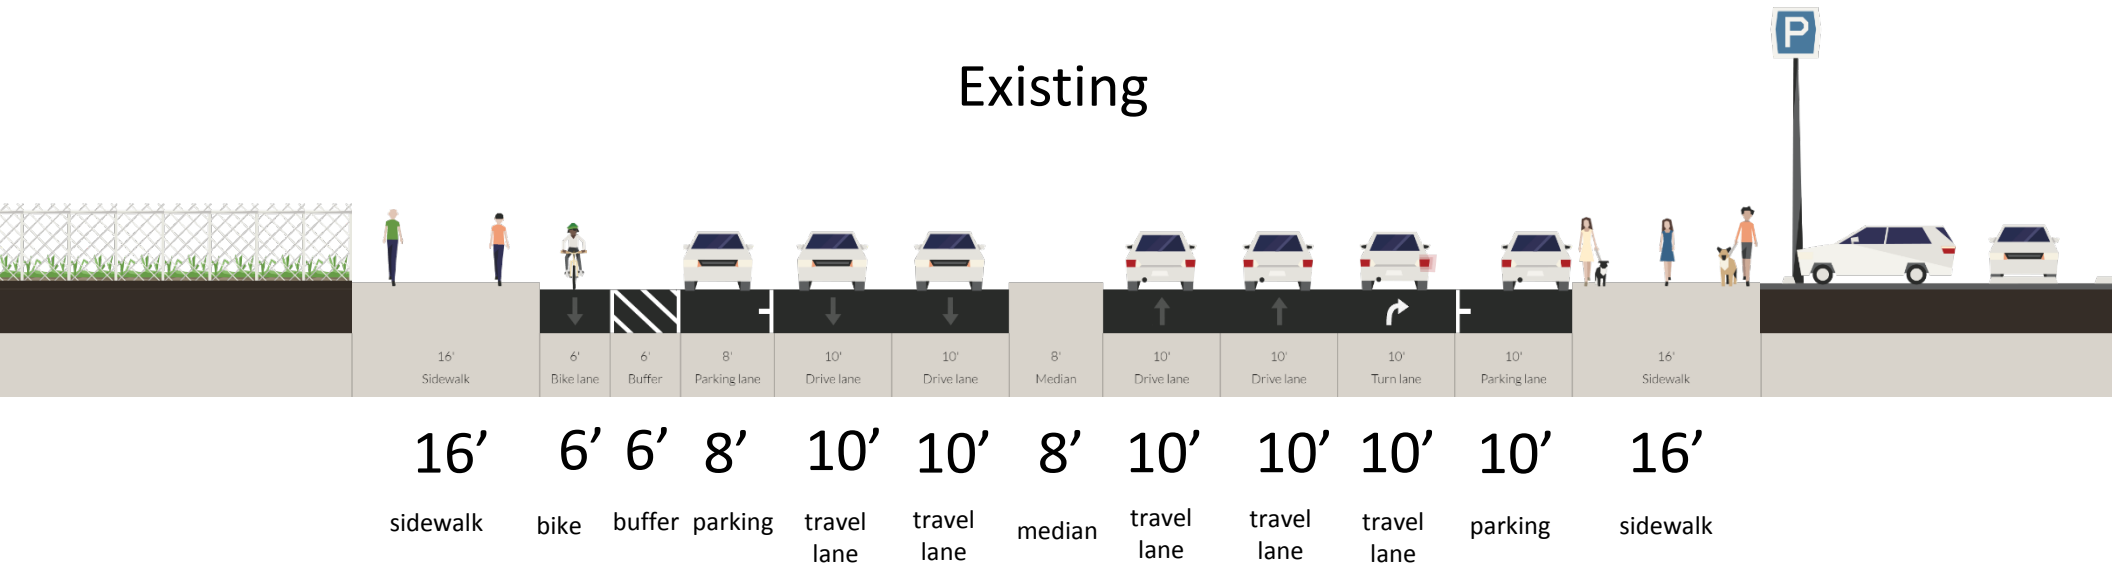 P
Existing
16' 6' 6' 8' 10' 10' 8' 10' 10' 10' 10' 16'
Sidewalk Bike lane Buffer Parking lane Drive lane Drive lane Median Drive lane Drive lane Turn lane Parking lane Sidewalk
16’ 6’ 6’ 8’ 10’ 10’ 8’ 10’ 10’ 10’ 10’ 16’
sidewalk bike buffer parking travel travel median travel travel travel parking sidewalk
lane lane lane lane lane